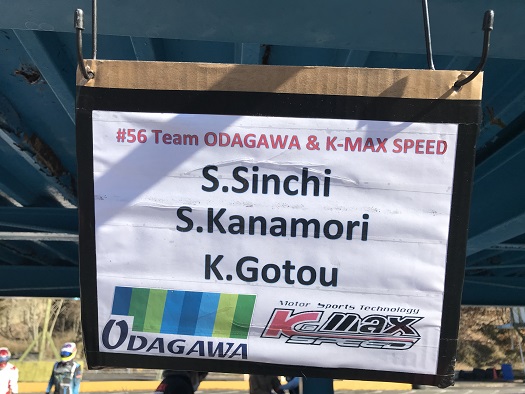 #56 Team ODAGAWA & K-MAX SPEED
S.Sinchi
S.Kanamori
K.Gotou
ODAGAWA
Motor Sports Technology
K-max
SPEED